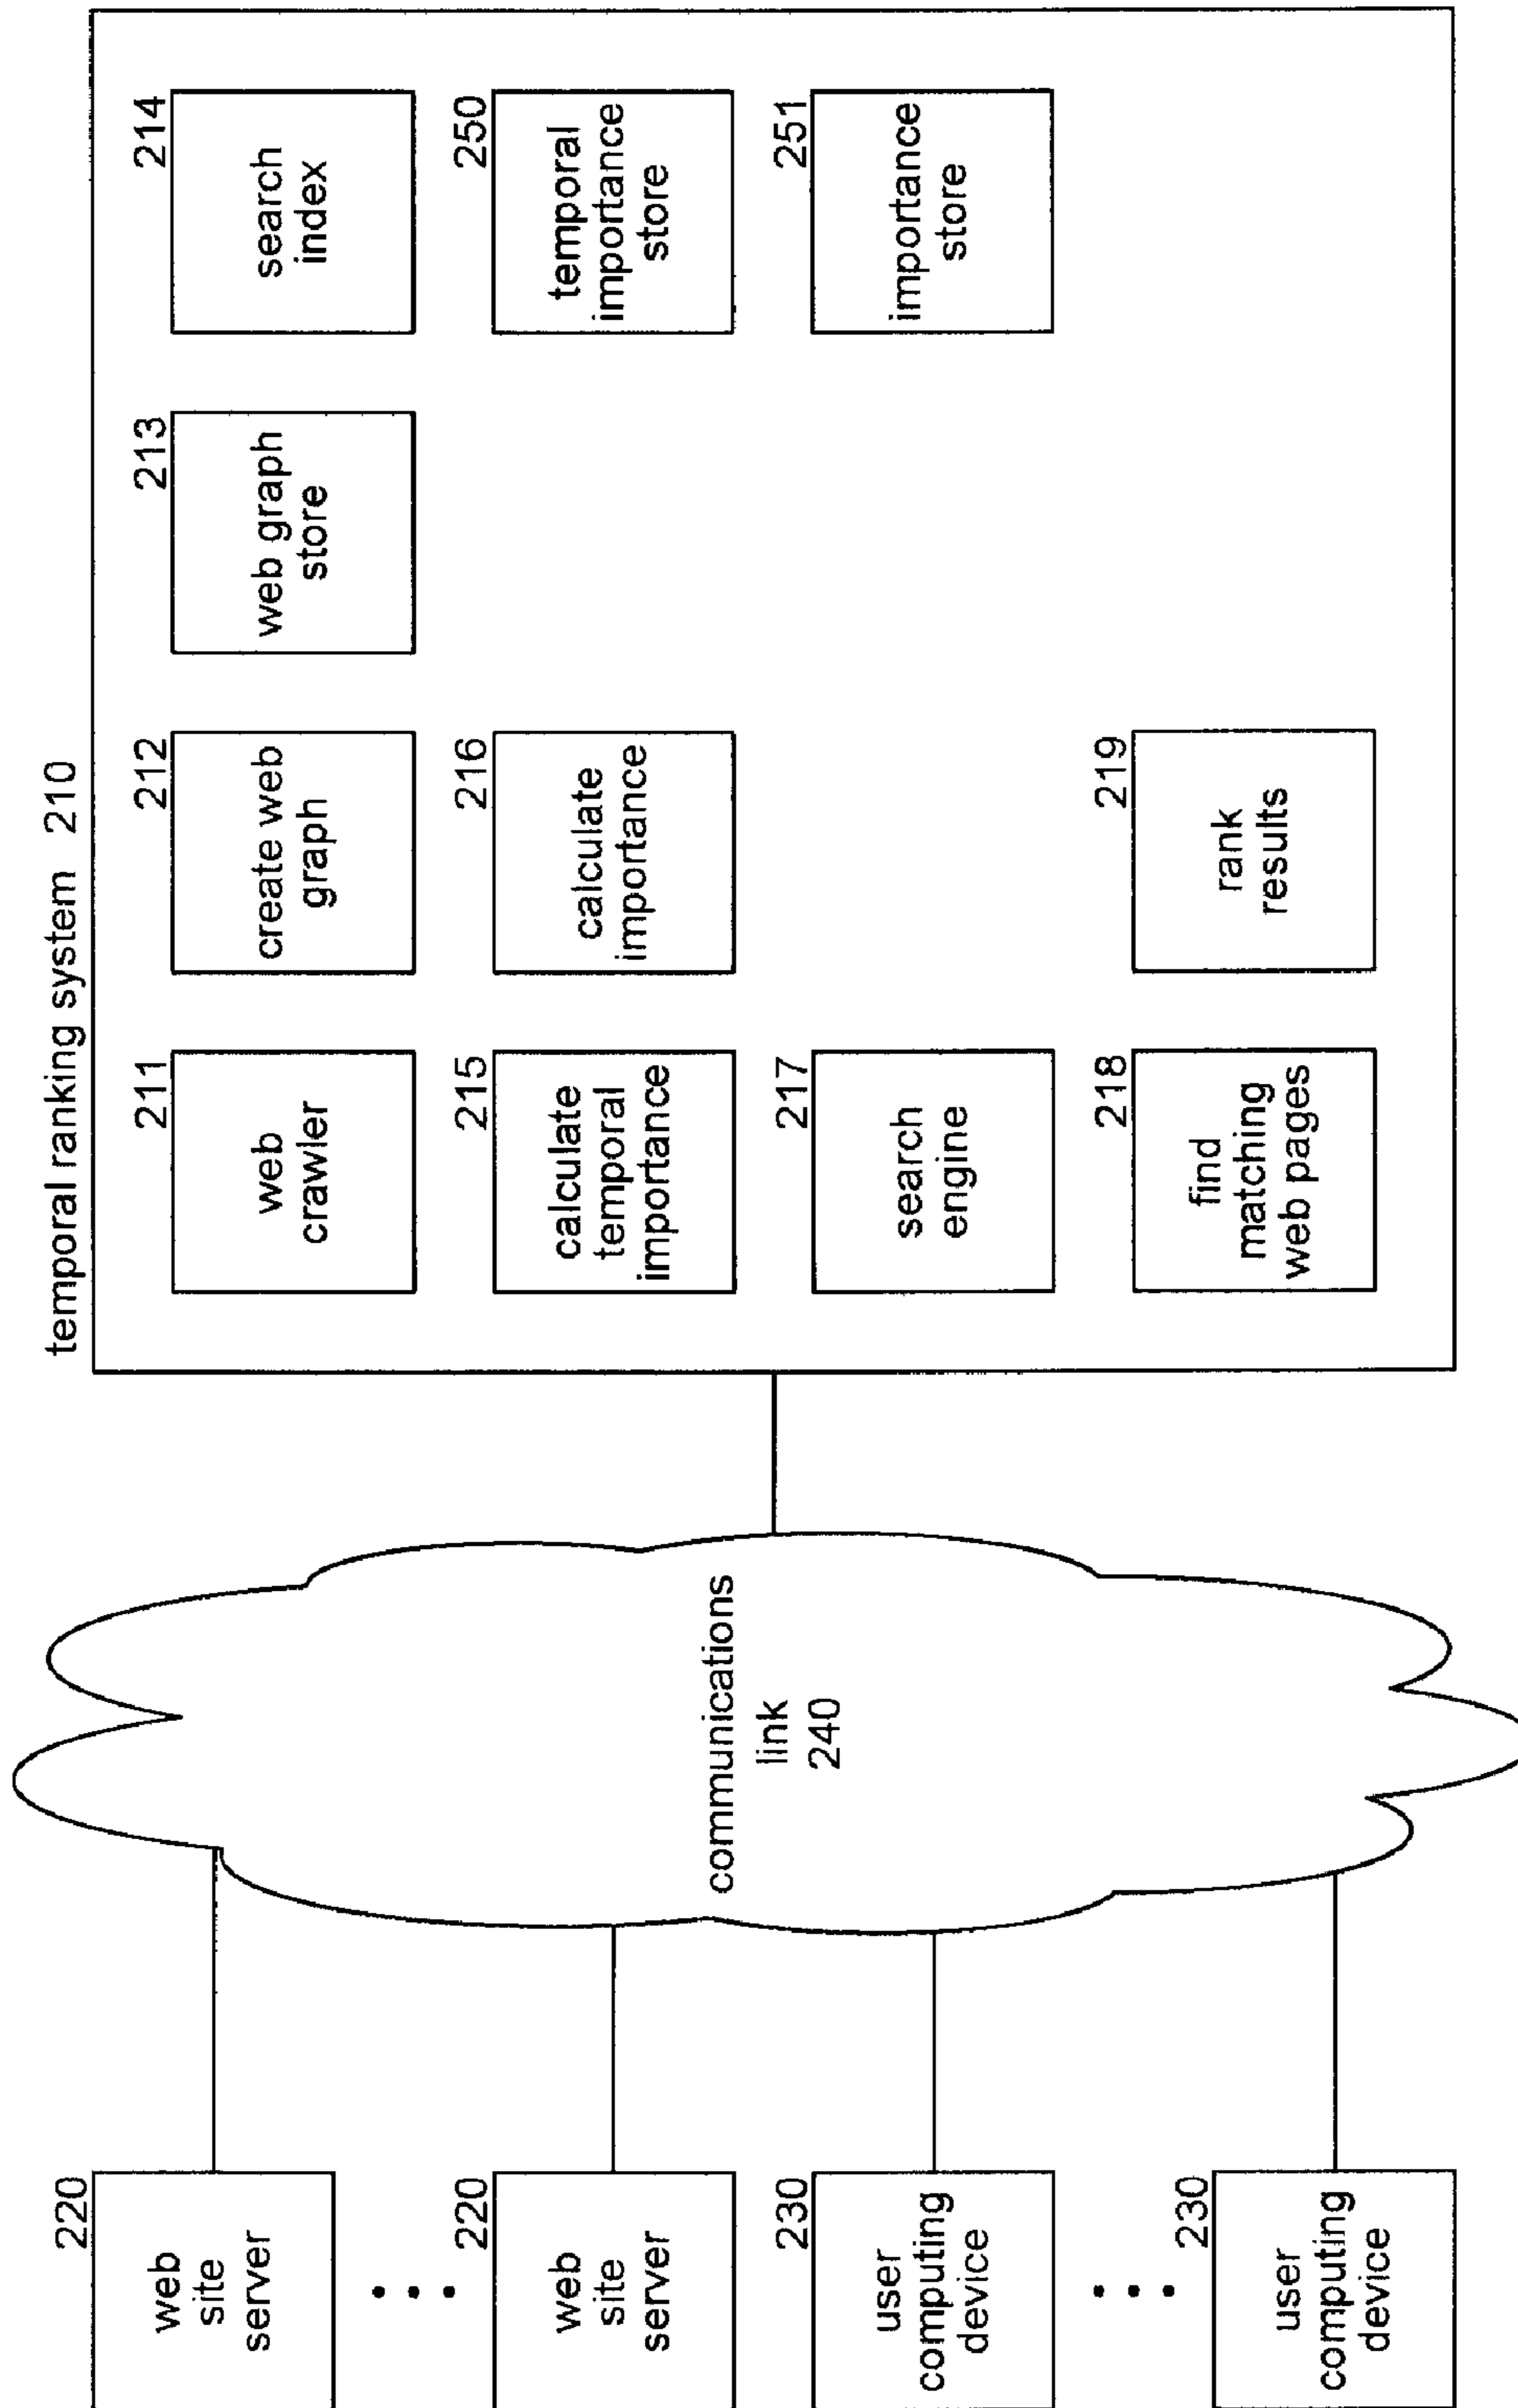 temporal ranking system 210
220
web
site
server
220
web
site
server
230
user
computing
device
230
user
computing
device
communications
link
240
211
web
crawler
212
create web
graph
213
web graph
store
214
search
index
215
calculate
temporal
importance
216
calculate
importance
250
temporal
importance
store
217
search
engine
251
importance
store
218
find
matching
web pages
219
rank
results